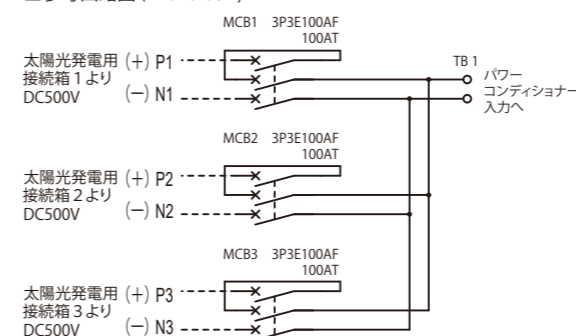 MCB1 3P3E100AF
100AT
太陽光発電用 (+) P1
接続箱1より
DC500V (−) N1
TB 1
パワー
コンディショナー
入力へ
MCB2 3P3E100AF
100AT
太陽光発電用 (+) P2
接続箱2より
DC500V (−) N2
MCB3 3P3E100AF
100AT
太陽光発電用 (+) P3
接続箱3より
DC500V (−) N3